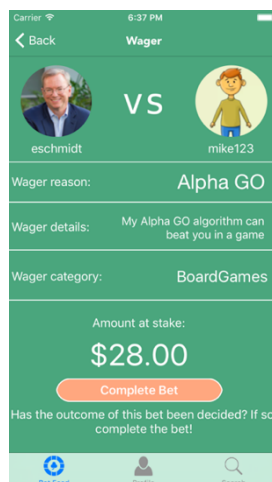 Carrier 6:37 PM
Back Wager
vs
eschmidt mike123
Wager reason: Alpha GO
Wager details: My Alpha GO algorithm can
beat you in a game
Wager category: BoardGames
Amount at stake:
$28.00
Complete Bet
Has the outcome of this bet been decided? If so
complete the bet!